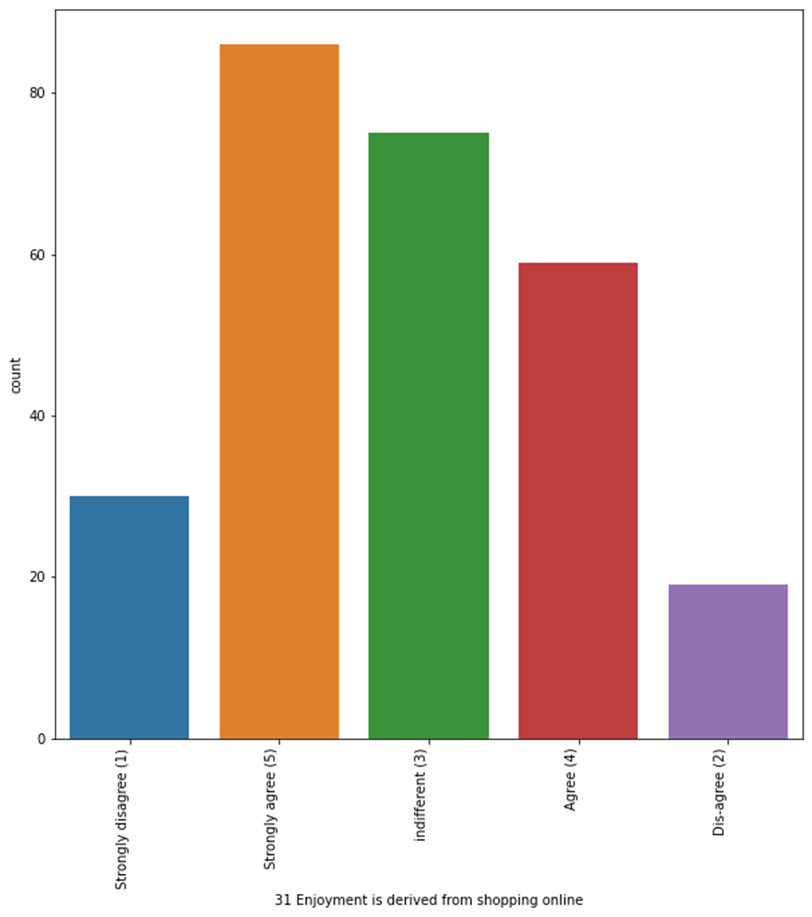 80
60
40
20
0
count
Strongly disagree (1)
Strongly agree (5)
indifferent (3)
Agree (4)
Dis-agree (2)
31 Enjoyment is derived from shopping online